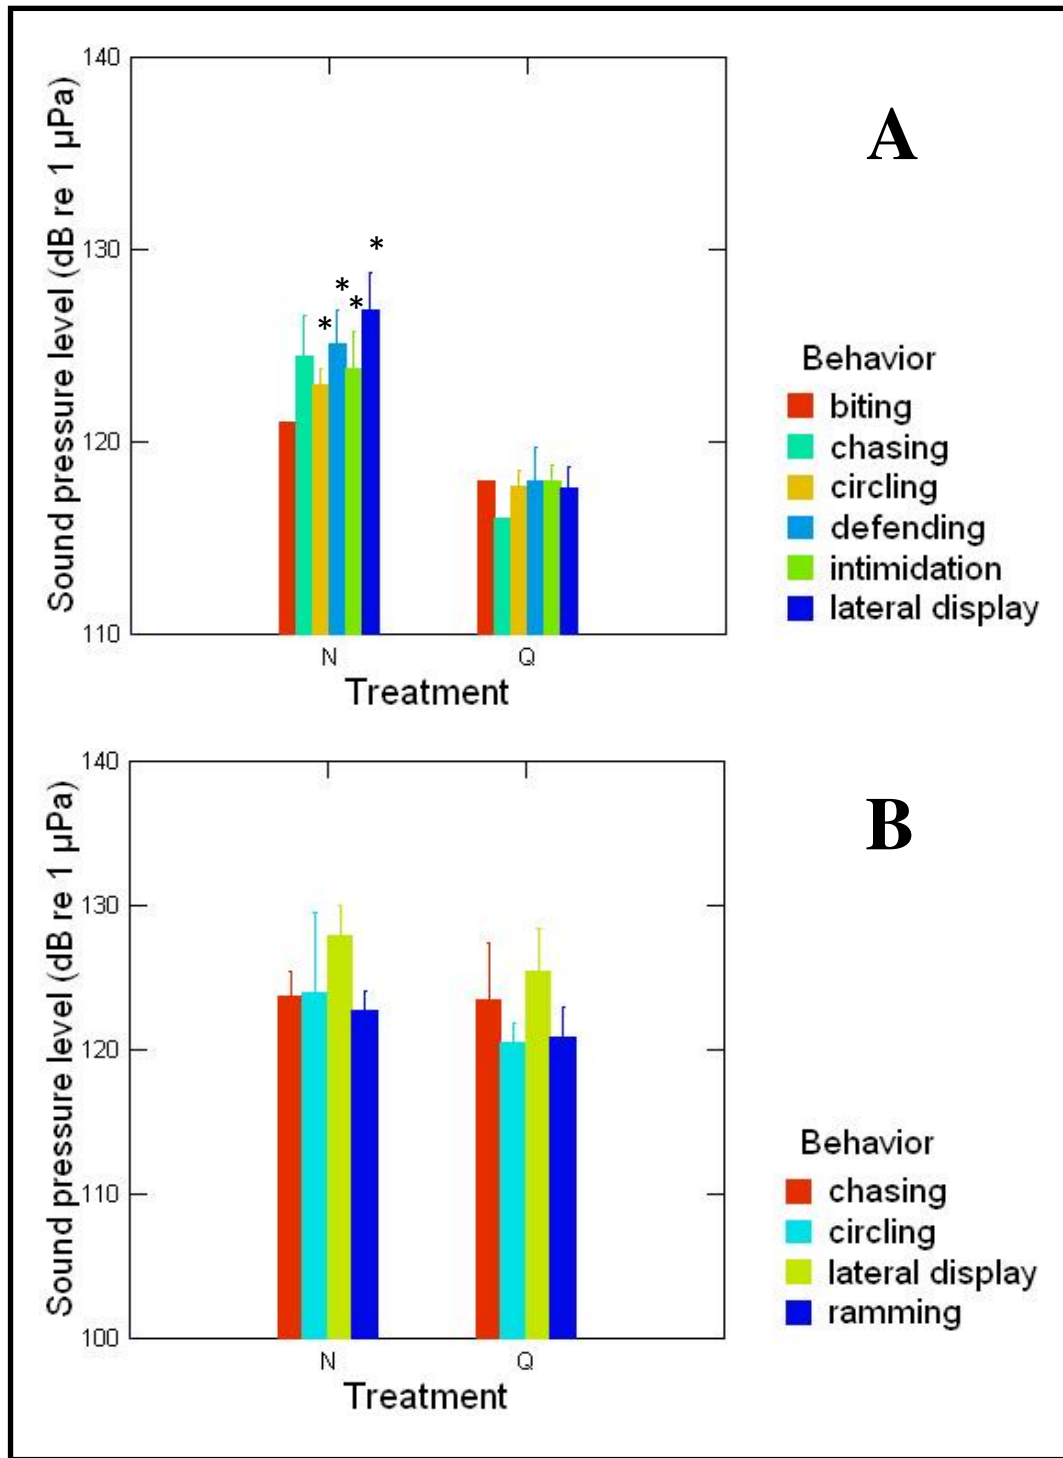 A
Sound pressure level (dB re 1 µPa)
140
130
120
110
*
*
*
*
N
Q
Treatment
Behavior
biting
chasing
circling
defending
intimidation
lateral display
B
Sound pressure level (dB re 1 µPa)
140
130
120
110
100
N
Q
Treatment
Behavior
chasing
circling
lateral display
ramming